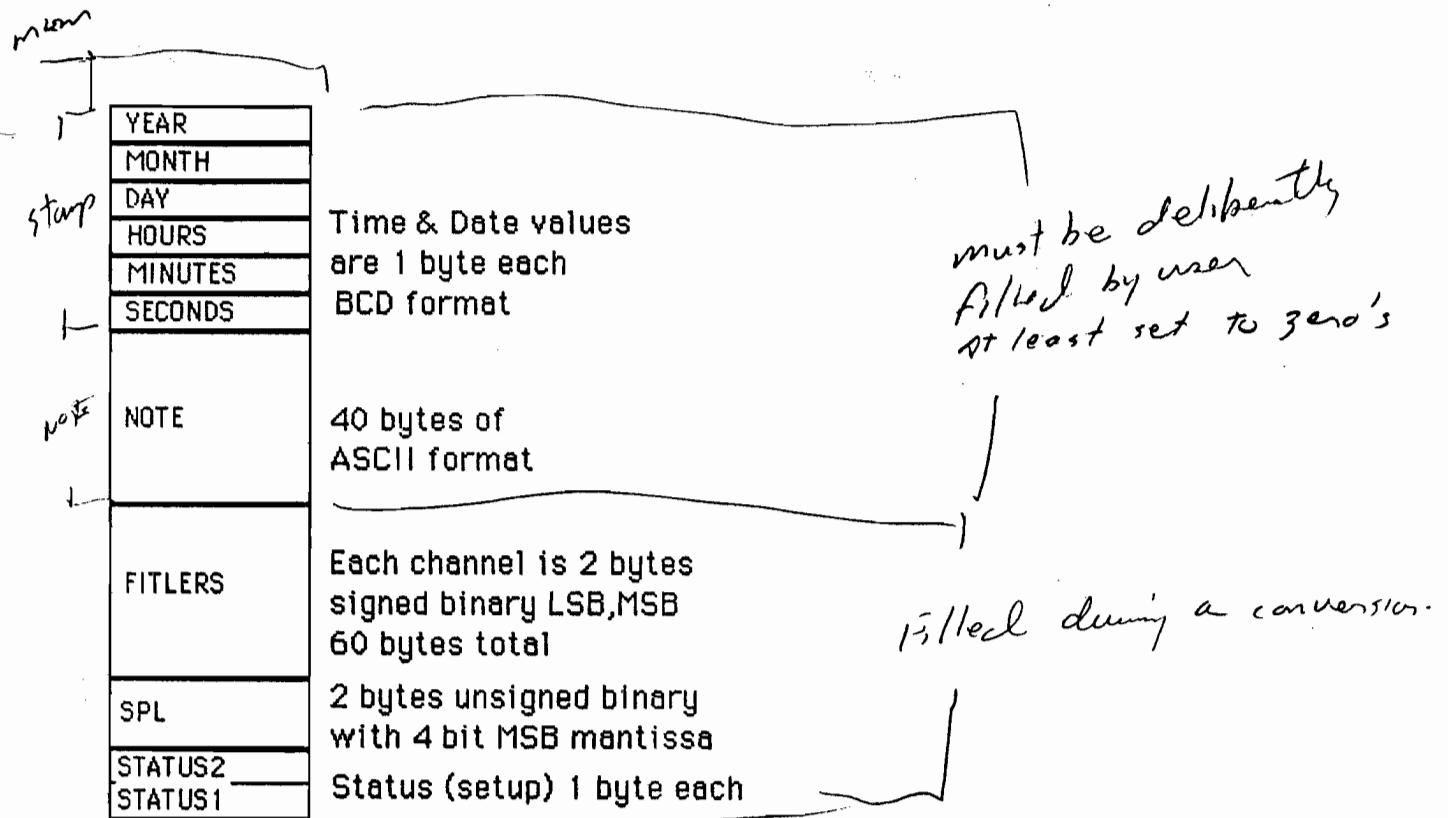 mem
YEAR
MONTH
DAY
HOURS
MINUTES
SECONDS
stamp
Time & Date values
are 1 byte each
BCD format
must be deliberatly
filled by user
At least set to zero's
NOTE
NOTE
40 bytes of
ASCII format
FITLERS
Each channel is 2 bytes
signed binary LSB,MSB
60 bytes total
Filled during a conversion.
SPL
2 bytes unsigned binary
with 4 bit MSB mantissa
STATUS2
STATUS1
Status (setup) 1 byte each